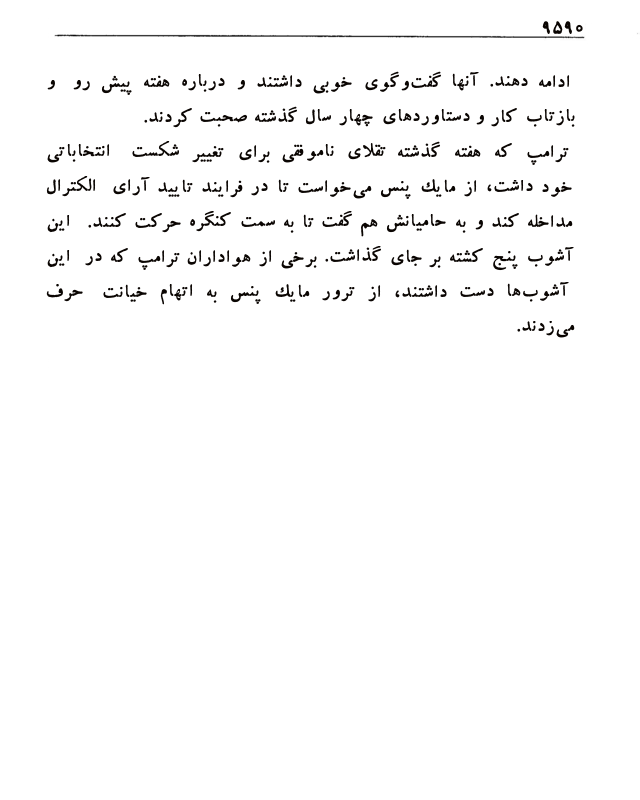 ۹۵۹۰
ادامه دهند. آنها گفت‌وگوی خوبی داشتند و درباره هفته پیش رو و
بازتاب کار و دستاوردهای چهار سال گذشته صحبت کردند.
ترامپ که هفته گذشته تقلای ناموفقی برای تغییر شکست انتخاباتی
خود داشت، از مایك پنس می‌خواست تا در فرایند تایید آرای الکترال
مداخله کند و به حامیانش هم گفت تا به سمت کنگره حرکت کنند. این
آشوب پنج کشته بر جای گذاشت. برخی از هواداران ترامپ که در این
آشوب‌ها دست داشتند، از ترور مایك پنس به اتهام خیانت حرف
می‌زدند.